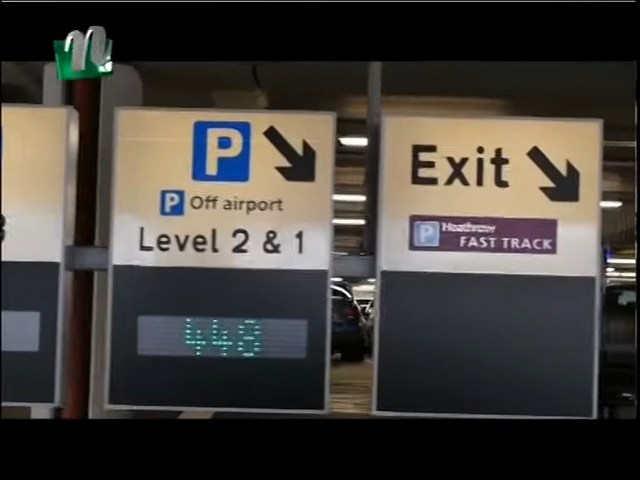 P
P Off airport
Level 2 & 1
448
Exit
P Heathrow
FAST TRACK